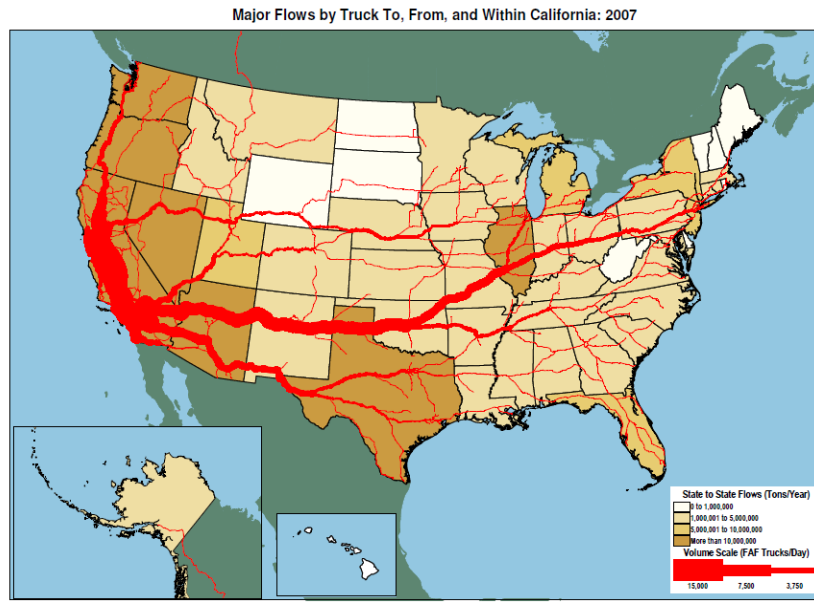 Major Flows by Truck To, From, and Within California: 2007
State to State Flows (Tons/Year)
0 to 1,000,000
1,000,001 to 5,000,000
5,000,001 to 10,000,000
More than 10,000,000
Volume Scale (FAF Trucks/Day)
15,000 7,500 3,750